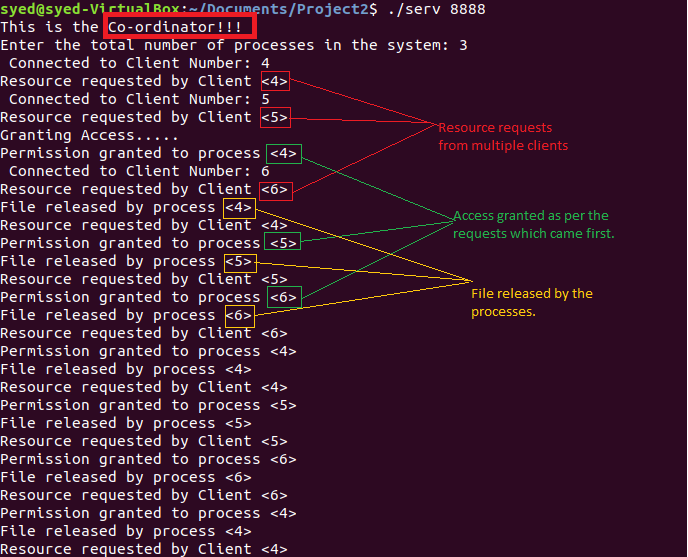 syed@syed-VirtualBox:~/Documents/Project2$ ./serv 8888
This is the Co-ordinator!!!
Enter the total number of processes in the system: 3
 Connected to Client Number: 4
Resource requested by Client <4>
 Connected to Client Number: 5
Resource requested by Client <5>
Granting Access.....
Permission granted to process <4>
 Connected to Client Number: 6
Resource requested by Client <6>
File released by process <4>
Resource requested by Client <4>
Permission granted to process <5>
File released by process <5>
Resource requested by Client <5>
Permission granted to process <6>
File released by process <6>
Resource requested by Client <6>
Permission granted to process <4>
File released by process <4>
Resource requested by Client <4>
Permission granted to process <5>
File released by process <5>
Resource requested by Client <5>
Permission granted to process <6>
File released by process <6>
Resource requested by Client <6>
Permission granted to process <4>
File released by process <4>
Resource requested by Client <4>
Resource requests
from multiple clients
Access granted as per the
requests which came first.
File released by the
processes.